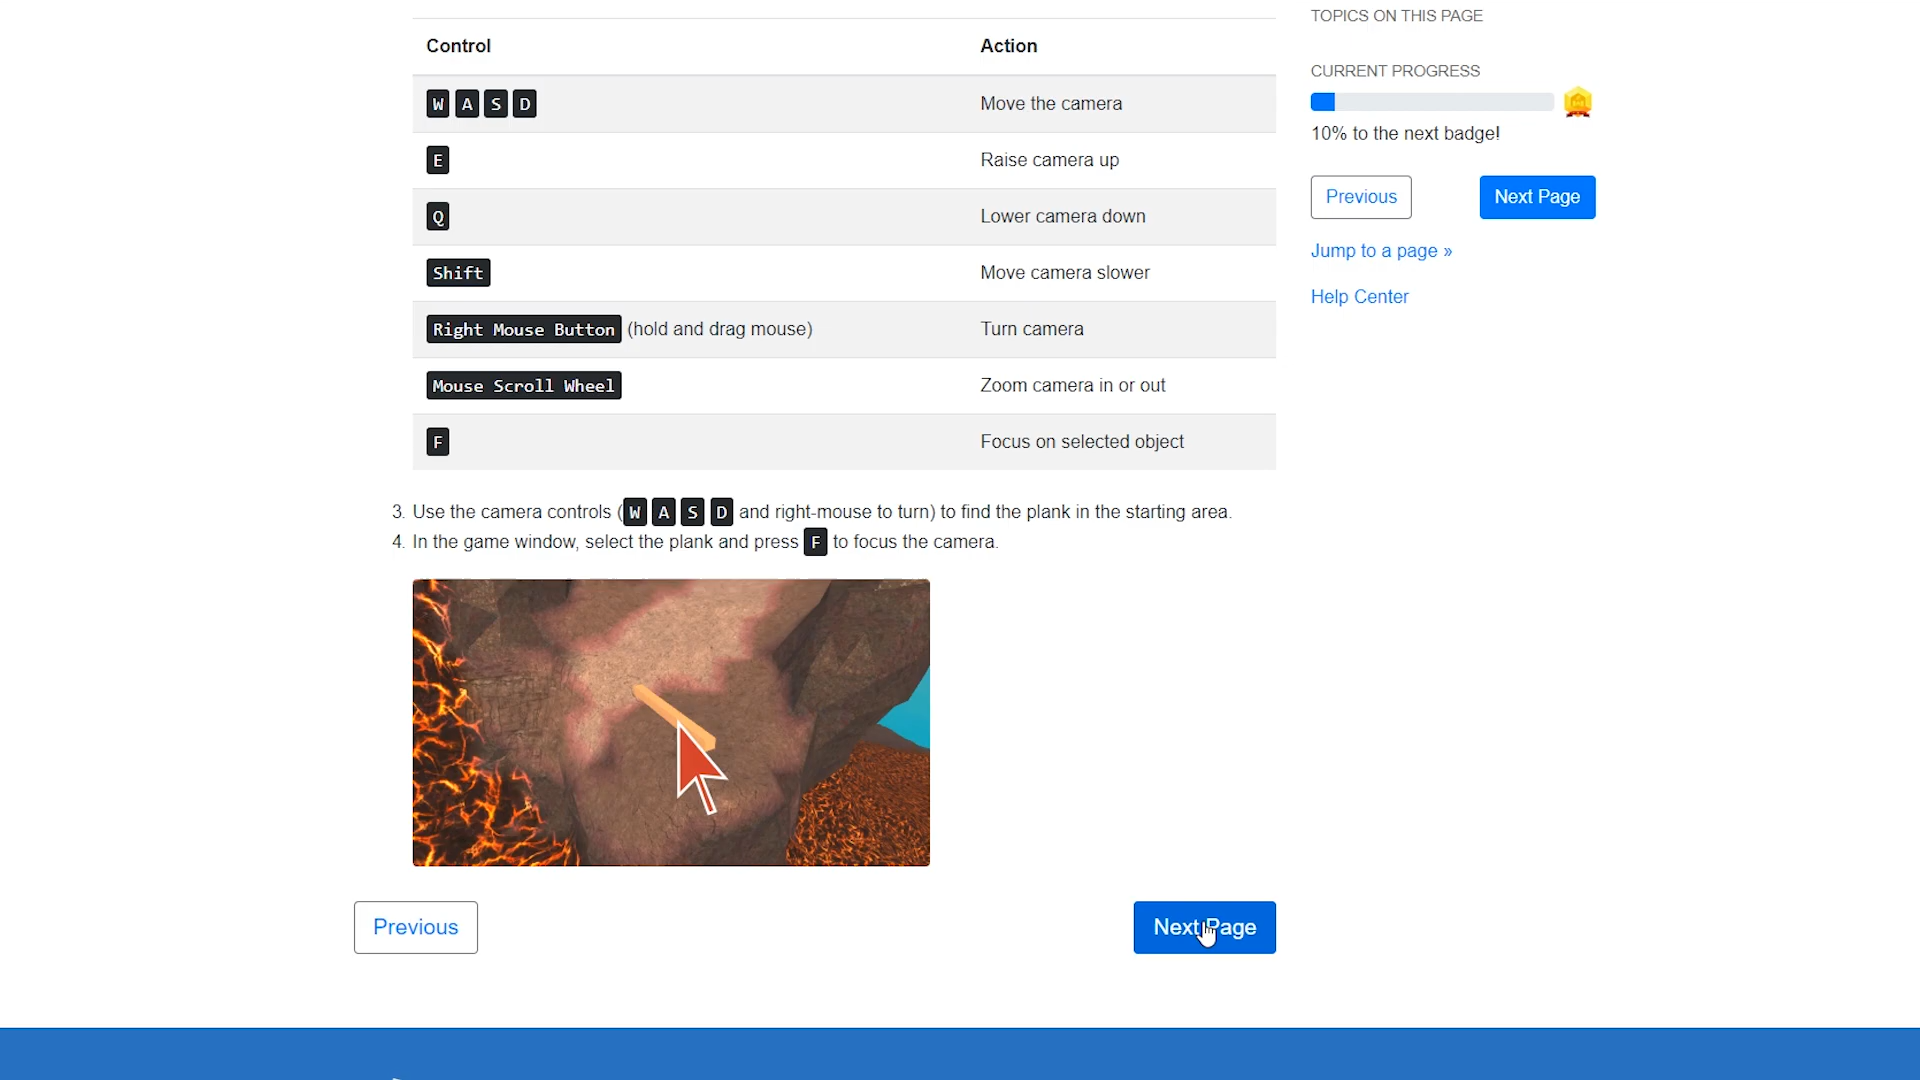 Control Action
W A S D Move the camera
E Raise camera up
Q Lower camera down
Shift Move camera slower
Right Mouse Button (hold and drag mouse) Turn camera
Mouse Scroll Wheel Zoom camera in or out
F Focus on selected object
3. Use the camera controls (W A S D and right-mouse to turn) to find the plank in the starting area.
4. In the game window, select the plank and press F to focus the camera.
Previous Next Page
TOPICS ON THIS PAGE
CURRENT PROGRESS
10% to the next badge!
Previous Next Page
Jump to a page »
Help Center